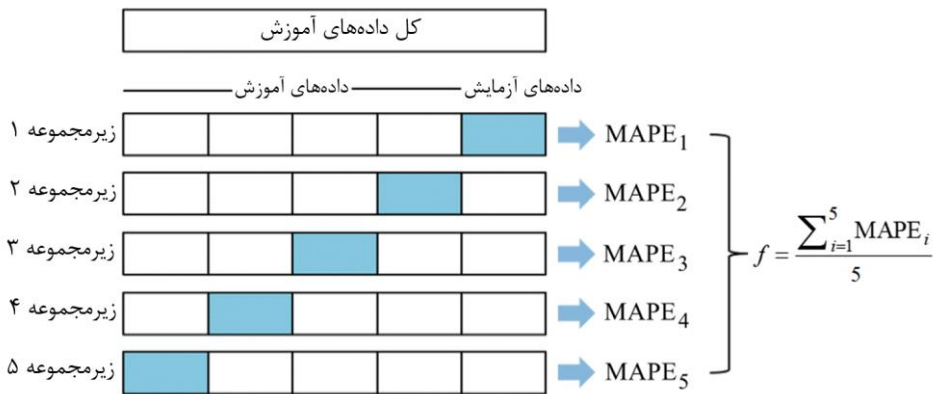 کل داده‌های آموزش
داده‌های آموزش
داده‌های آزمایش
زیرمجموعه ۱
MAPE1
زیرمجموعه ۲
MAPE2
زیرمجموعه ۳
MAPE3
زیرمجموعه ۴
MAPE4
زیرمجموعه ۵
MAPE5
f = ∑_{i=1}^{5} MAPE_i / 5